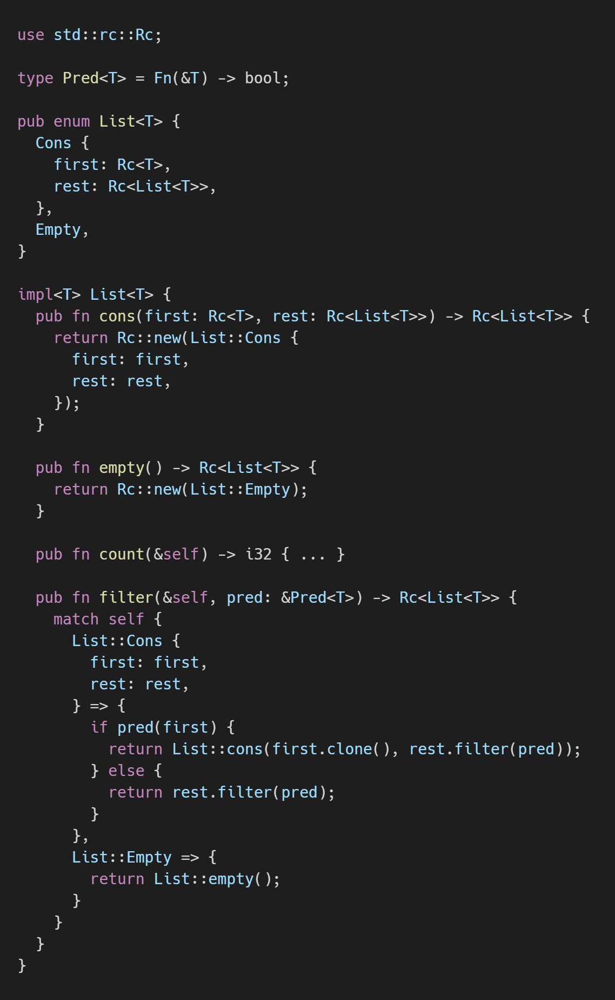 use std::rc::Rc;
type Pred<T> = Fn(&T) -> bool;
pub enum List<T> {
  Cons {
    first: Rc<T>,
    rest: Rc<List<T>>,
  },
  Empty,
}
impl<T> List<T> {
  pub fn cons(first: Rc<T>, rest: Rc<List<T>>) -> Rc<List<T>> {
    return Rc::new(List::Cons {
      first: first,
      rest: rest,
    });
  }
  pub fn empty() -> Rc<List<T>> {
    return Rc::new(List::Empty);
  }
  pub fn count(&self) -> i32 { ... }
  pub fn filter(&self, pred: &Pred<T>) -> Rc<List<T>> {
    match self {
      List::Cons {
        first: first,
        rest: rest,
      } => {
        if pred(first) {
          return List::cons(first.clone(), rest.filter(pred));
        } else {
          return rest.filter(pred);
        }
      },
      List::Empty => {
        return List::empty();
      }
    }
  }
}